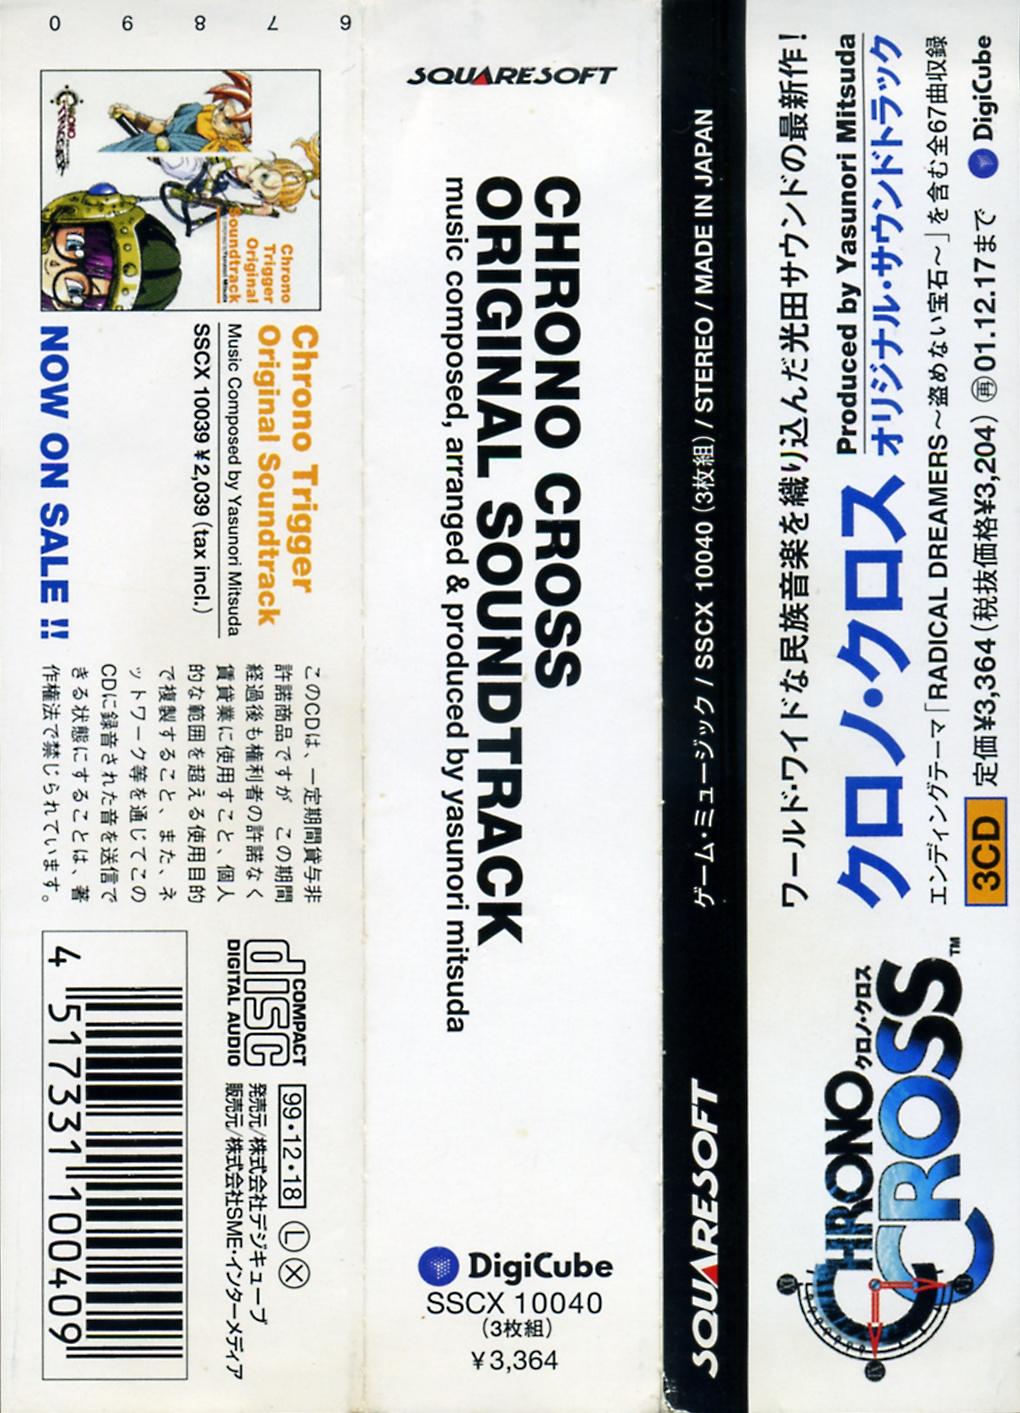 0 9 8 7 6
CHRONO CROSS
Chrono
Trigger
Original
Soundtrack
Chrono Trigger
Original Soundtrack
Music Composed by Yasunori Mitsuda
SSCX 10039 ¥2,039 (tax incl.)
NOW ON SALE !!
このCDは、一定期間貸与非
許諾商品ですが この期間
経過後も権利者の許諾なく
賃貸業に使用すこと、個人
的な範囲を超える使用目的
で複製すること、また、ネ
ットワーク等を通じてこの
CDに録音された音を送信で
きる状態にすることは、著
作権法で禁じられています。
COMPACT
disc
DIGITAL AUDIO
99・12・18 L X
発売元/株式会社デジキューブ
販売元/株式会社SME・インターメディア
4 517331 100409
SQUARESOFT
CHRONO CROSS
ORIGINAL SOUNDTRACK
music composed, arranged & produced by yasunori mitsuda
DigiCube
SSCX 10040
(3枚組)
¥3,364
ゲーム・ミュージック / SSCX 10040 (3枚組) / STEREO / MADE IN JAPAN
SQUARESOFT
ワールド・ワイドな民族音楽を織り込んだ光田サウンドの最新作!
クロノ・クロス
Produced by Yasunori Mitsuda
オリジナル・サウンドトラック
エンディングテーマ「RADICAL DREAMERS～盗めない宝石～」を含む全67曲収録
3CD 定価¥3,364(税抜価格¥3,204) 再 01.12.17まで DigiCube
CHRONO クロノ・クロス
CROSS TM